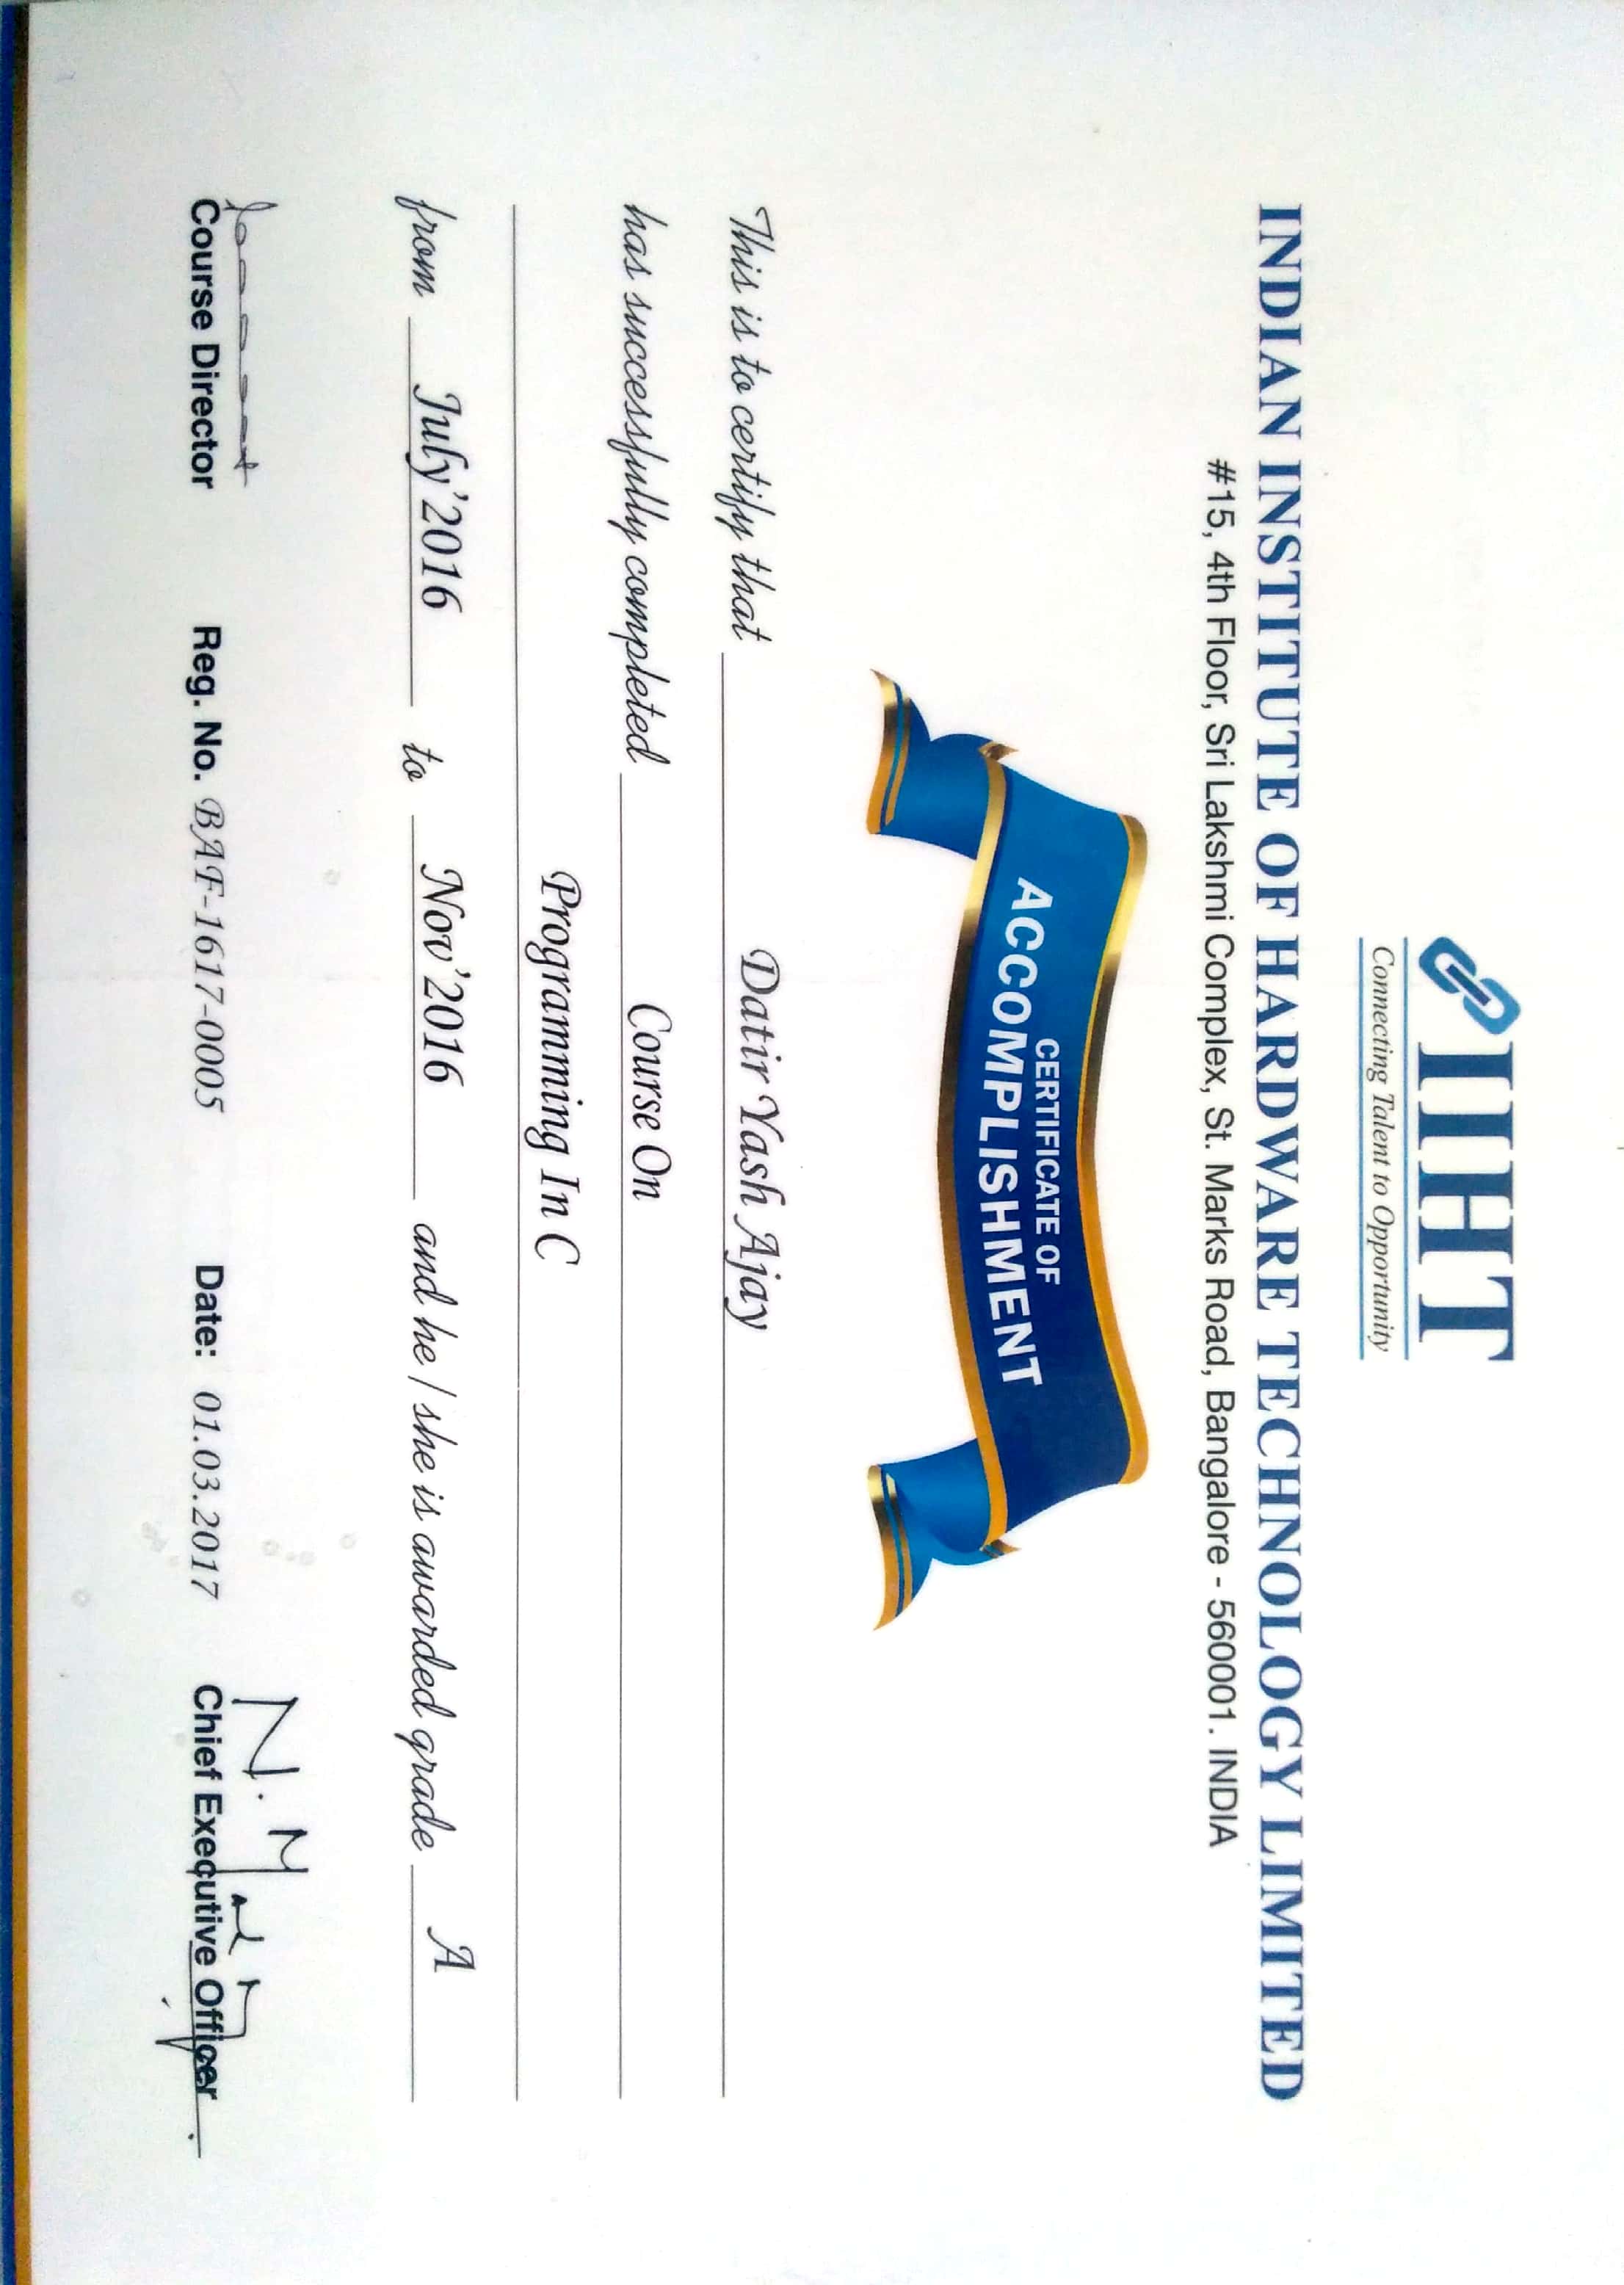 IIHT
Connecting Talent to Opportunity
INDIAN INSTITUTE OF HARDWARE TECHNOLOGY LIMITED
#15, 4th Floor, Sri Lakshmi Complex, St. Marks Road, Bangalore - 560001. INDIA
CERTIFICATE OF
ACCOMPLISHMENT
This is to certify that Datir Yash Ajay
has successfully completed Course On
Programming In C
from July'2016 to Nov'2016 and he / she is awarded grade A
Course Director Reg. No. BAF-1617-0005 Date: 01.03.2017 Chief Executive Officer